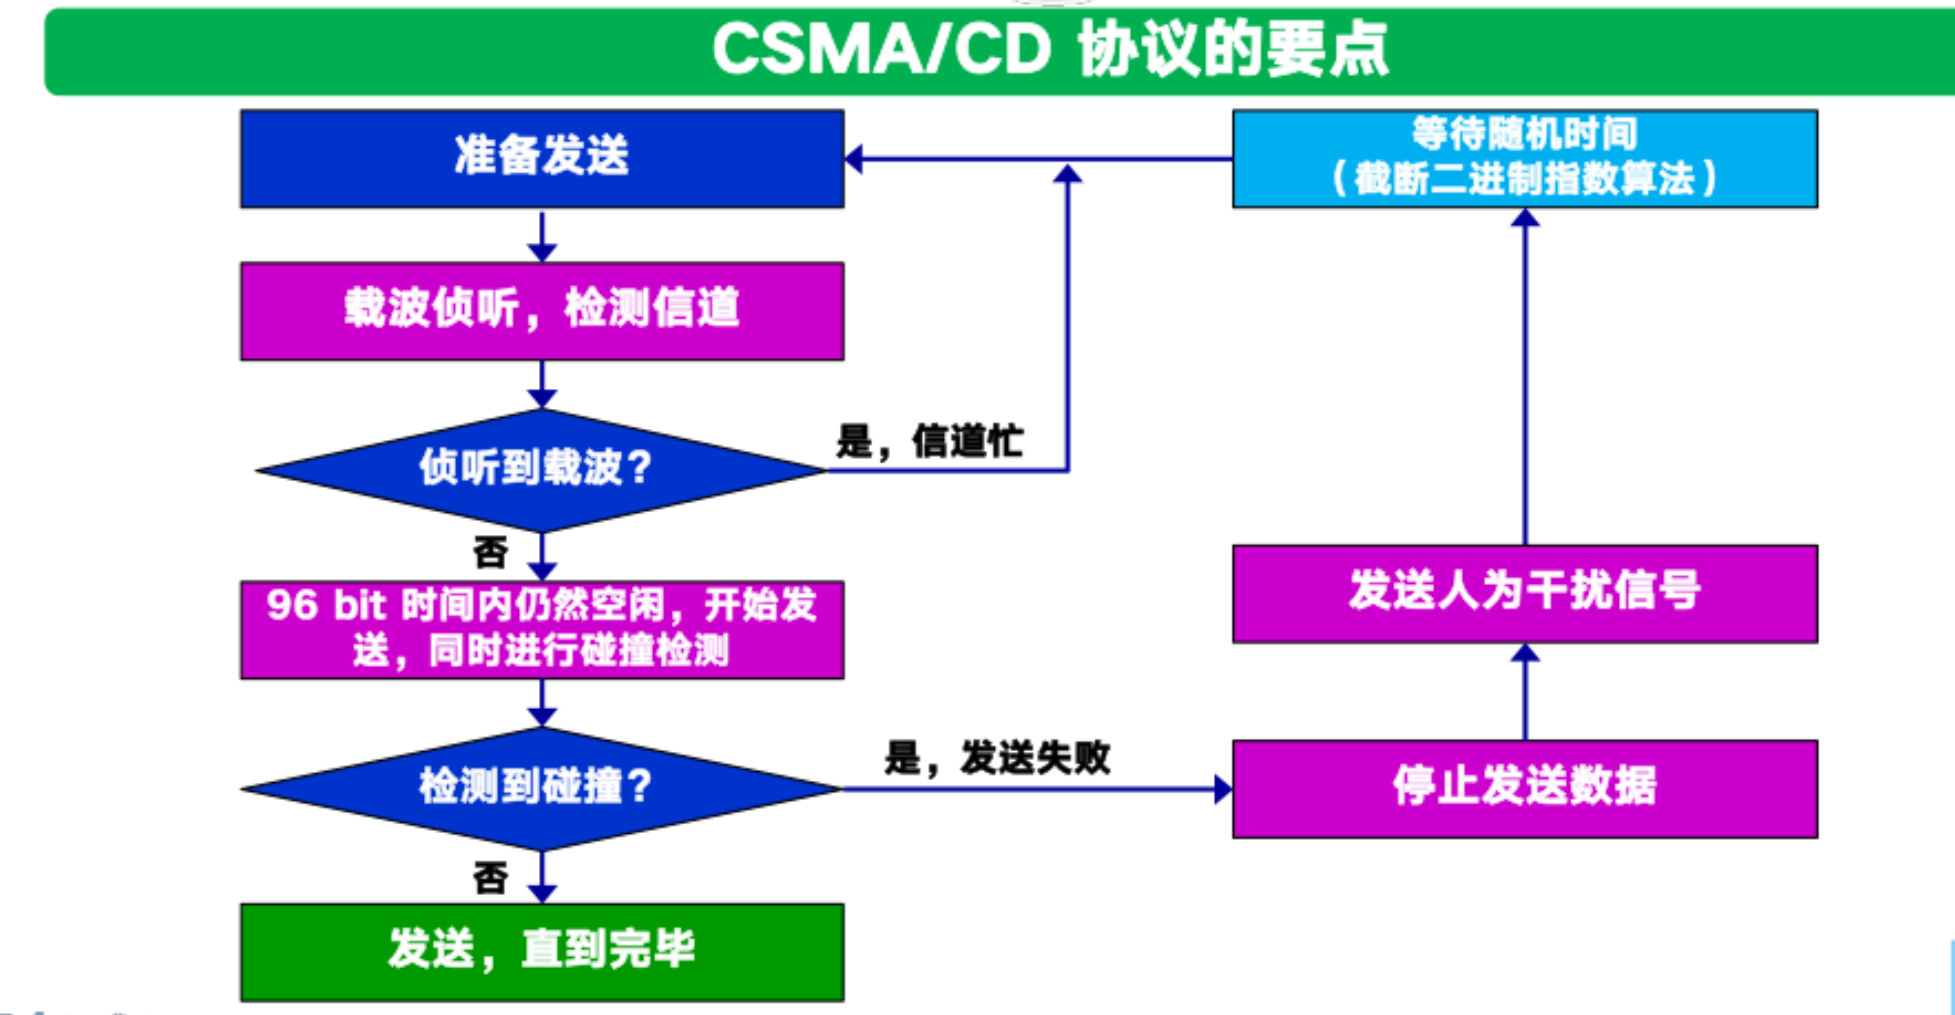 CSMA/CD 协议的要点
准备发送
等待随机时间
（截断二进制指数算法）
载波侦听，检测信道
侦听到载波？
是，信道忙
否
96 bit 时间内仍然空闲，开始发
送，同时进行碰撞检测
发送人为干扰信号
检测到碰撞？
是，发送失败
停止发送数据
否
发送，直到完毕